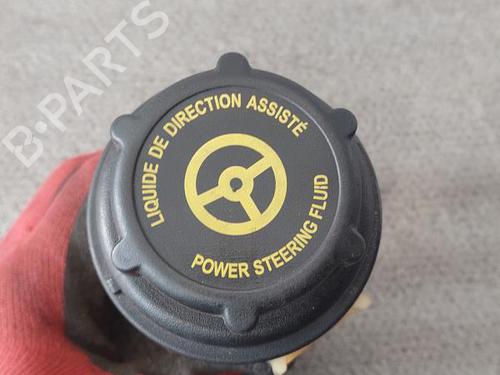 B-PARTS
LIQUIDE DE DIRECTION ASSISTÉ
POWER STEERING FLUID